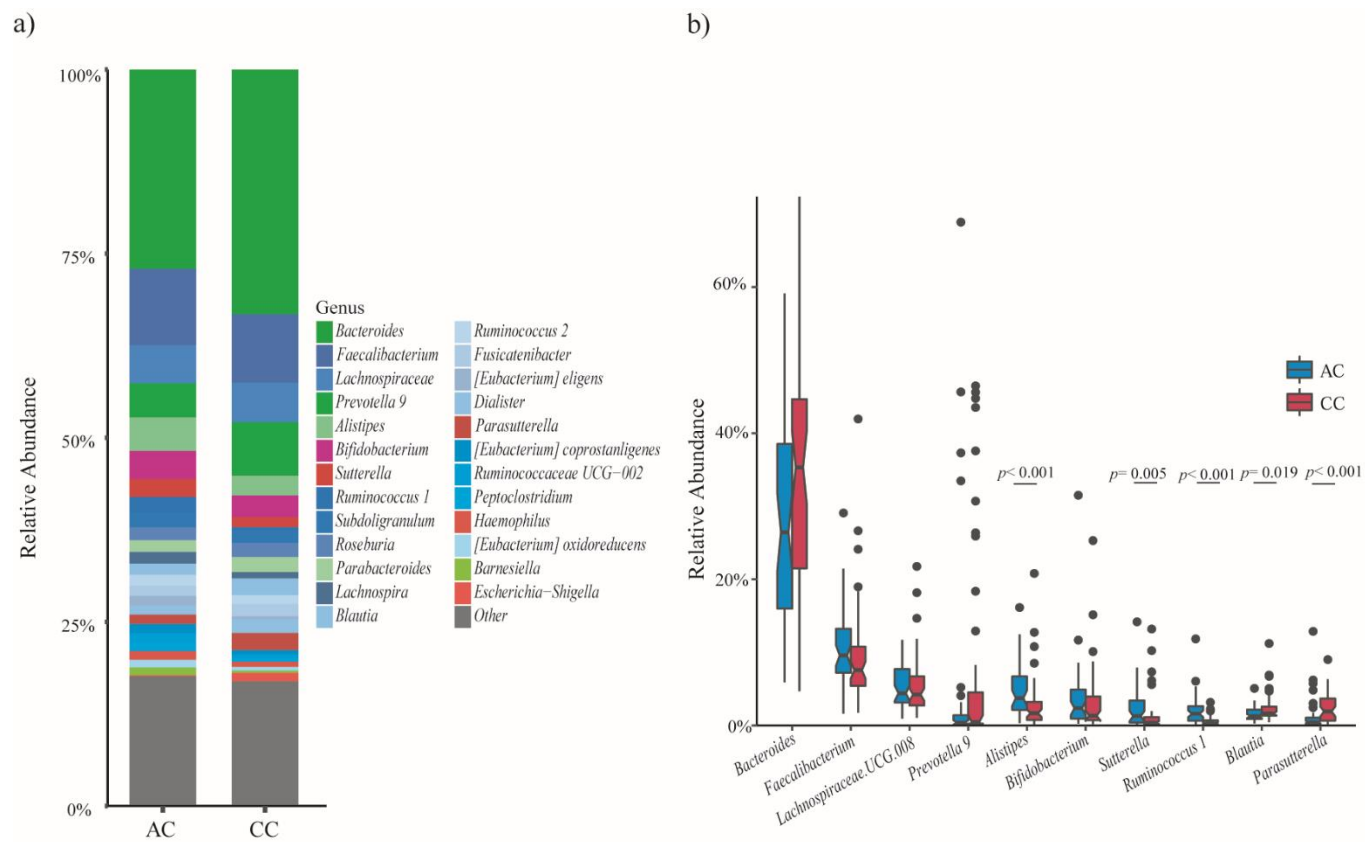 a)
100%
75%
50%
25%
0%
Relative Abundance
AC
CC
Genus
Bacteroides
Faecalibacterium
Lachnospiraceae
Prevotella 9
Alistipes
Bifidobacterium
Sutterella
Ruminococcus 1
Subdoligranulum
Roseburia
Parabacteroides
Lachnospira
Blautia
Ruminococcus 2
Fusicatenibacter
[Eubacterium] eligens
Dialister
Parasutterella
[Eubacterium] coprostanligenes
Ruminoccaceae UCG−002
Peptoclostridium
Haemophilus
[Eubacterium] oxidoreducens
Barnesiella
Escherichia−Shigella
Other
b)
60%
40%
20%
0%
Relative Abundance
AC
CC
p< 0.001
p= 0.005
p<0.001
p= 0.019
p< 0.001
Bacteroides
Faecalibacterium
Lachnospiraceae.UCG.008
Prevotella 9
Alistipes
Bifidobacterium
Sutterella
Ruminococcus 1
Blautia
Parasutterella